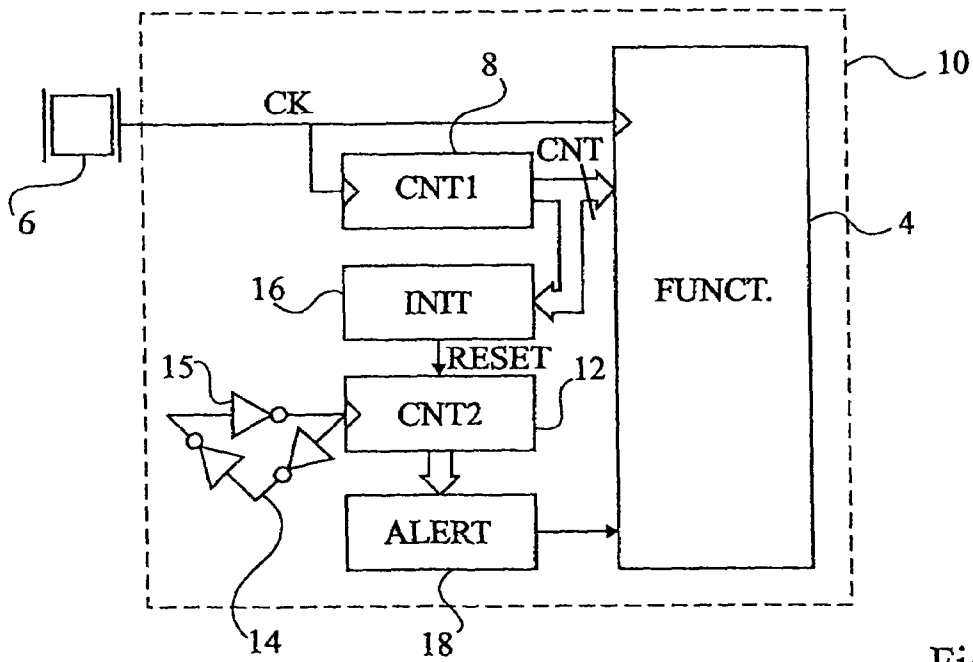 10
8
CK
CNT
CNT1
6
4
16
INIT
FUNCT.
RESET
15
12
CNT2
ALERT
14
18